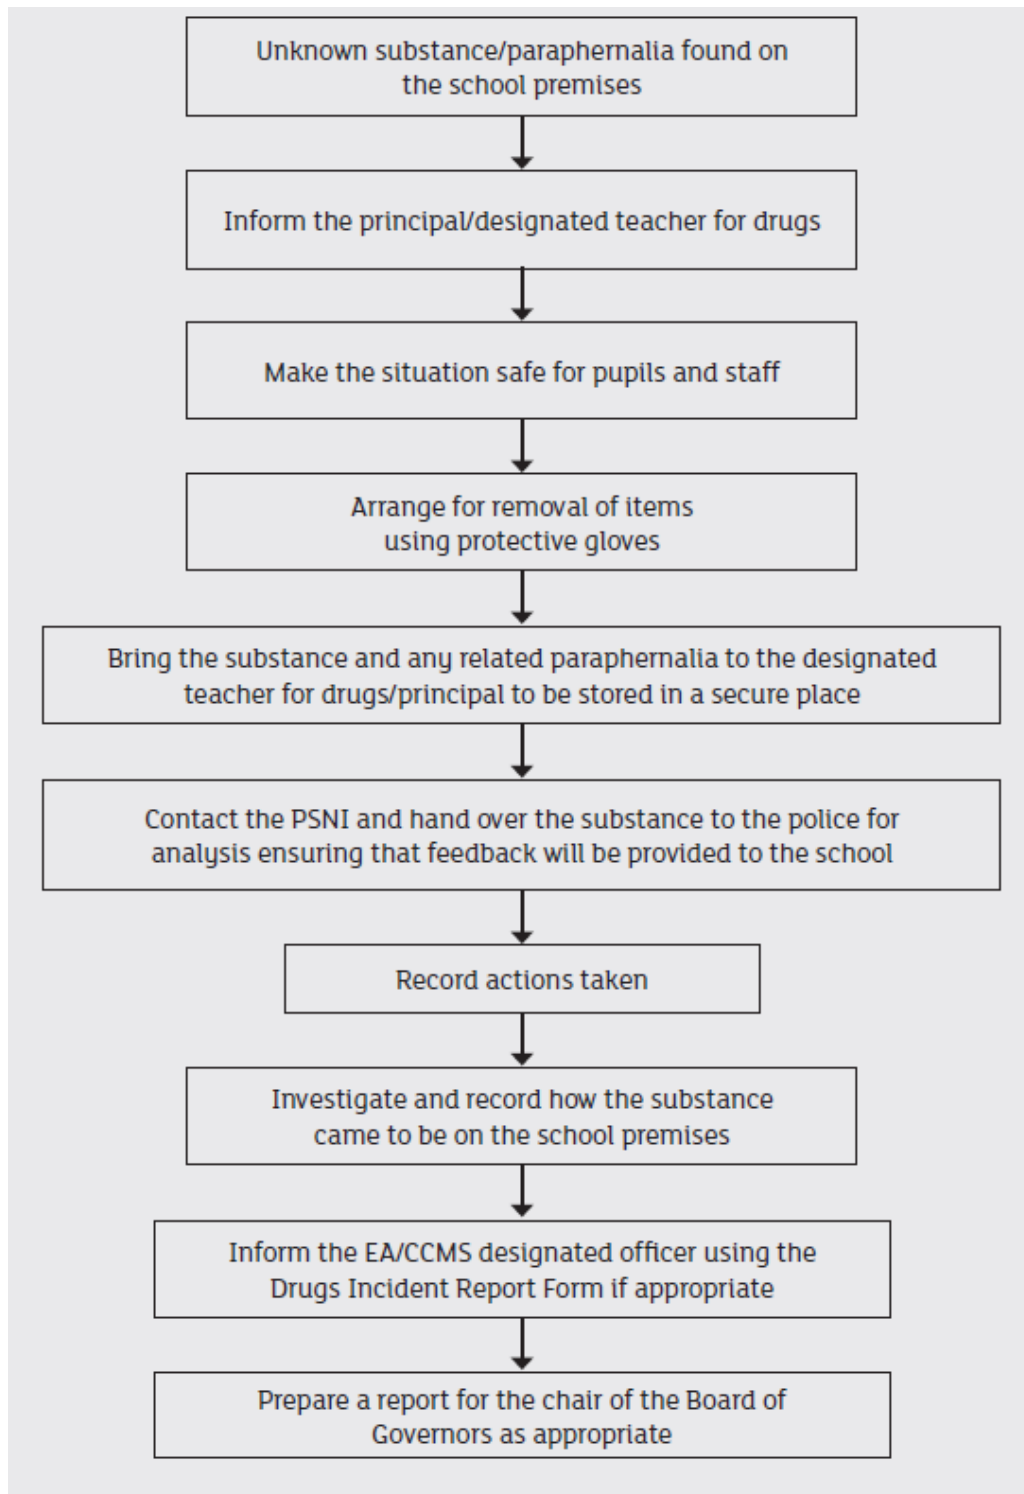 Unknown substance/paraphernalia found on
the school premises
Inform the principal/designated teacher for drugs
Make the situation safe for pupils and staff
Arrange for removal of items
using protective gloves
Bring the substance and any related paraphernalia to the designated
teacher for drugs/principal to be stored in a secure place
Contact the PSNI and hand over the substance to the police for
analysis ensuring that feedback will be provided to the school
Record actions taken
Investigate and record how the substance
came to be on the school premises
Inform the EA/CCMS designated officer using the
Drugs Incident Report Form if appropriate
Prepare a report for the chair of the Board of
Governors as appropriate